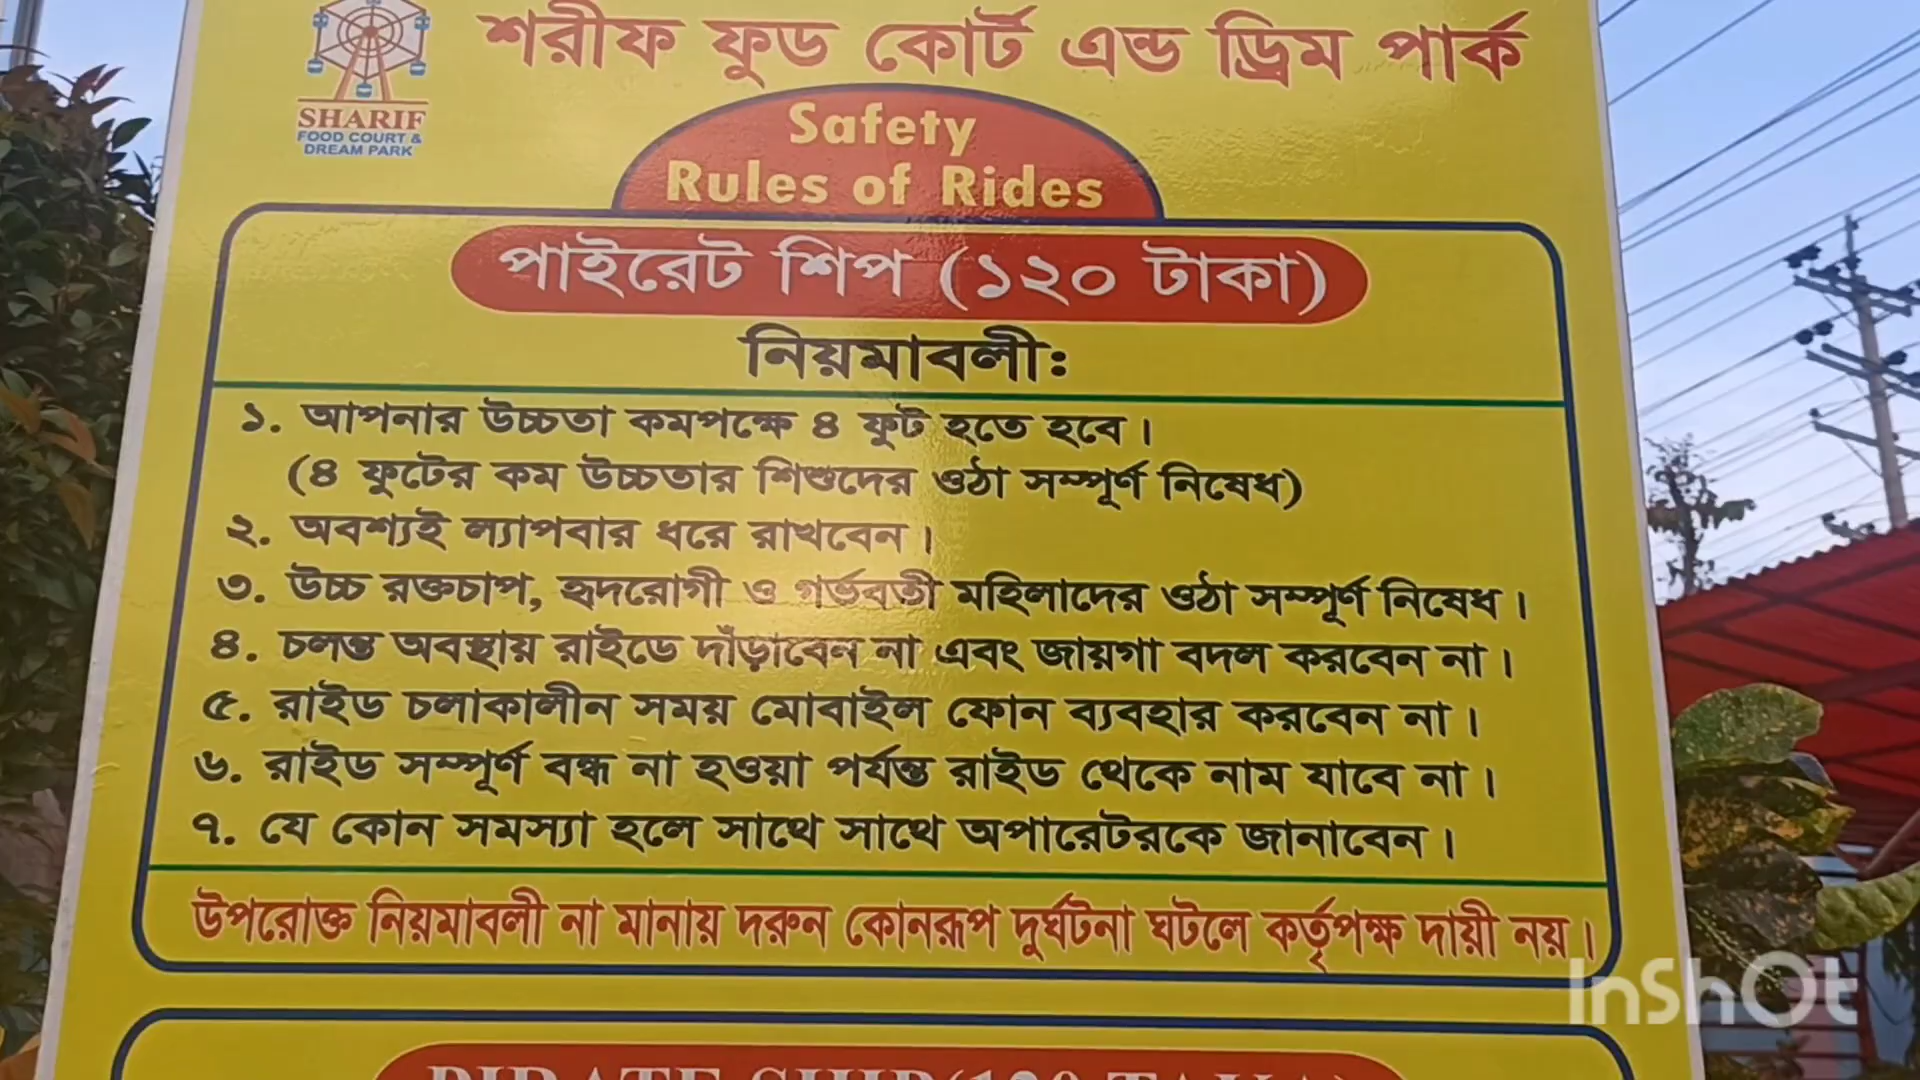 শরীফ ফুড কোর্ট এন্ড ড্রিম পার্ক
SHARIF
FOOD COURT &
DREAM PARK
Safety
Rules of Rides
পাইরেট শিপ (১২০ টাকা)
নিয়মাবলী:
১. আপনার উচ্চতা কমপক্ষে ৪ ফুট হতে হবে।
(৪ ফুটের কম উচ্চতার শিশুদের ওঠা সম্পূর্ণ নিষেধ)
২. অবশ্যই ল্যাপবার ধরে রাখবেন।
৩. উচ্চ রক্তচাপ, হৃদরোগী ও গর্ভবতী মহিলাদের ওঠা সম্পূর্ণ নিষেধ।
৪. চলন্ত অবস্থায় রাইডে দাঁড়াবেন না এবং জায়গা বদল করবেন না।
৫. রাইড চলাকালীন সময় মোবাইল ফোন ব্যবহার করবেন না।
৬. রাইড সম্পূর্ণ বন্ধ না হওয়া পর্যন্ত রাইড থেকে নাম যাবে না।
৭. যে কোন সমস্যা হলে সাথে সাথে অপারেটরকে জানাবেন।
উপরোক্ত নিয়মাবলী না মানায় দরুন কোনরূপ দুর্ঘটনা ঘটলে কর্তৃপক্ষ দায়ী নয়।
InShOt
PIRATE SHIP(120 TAKA)